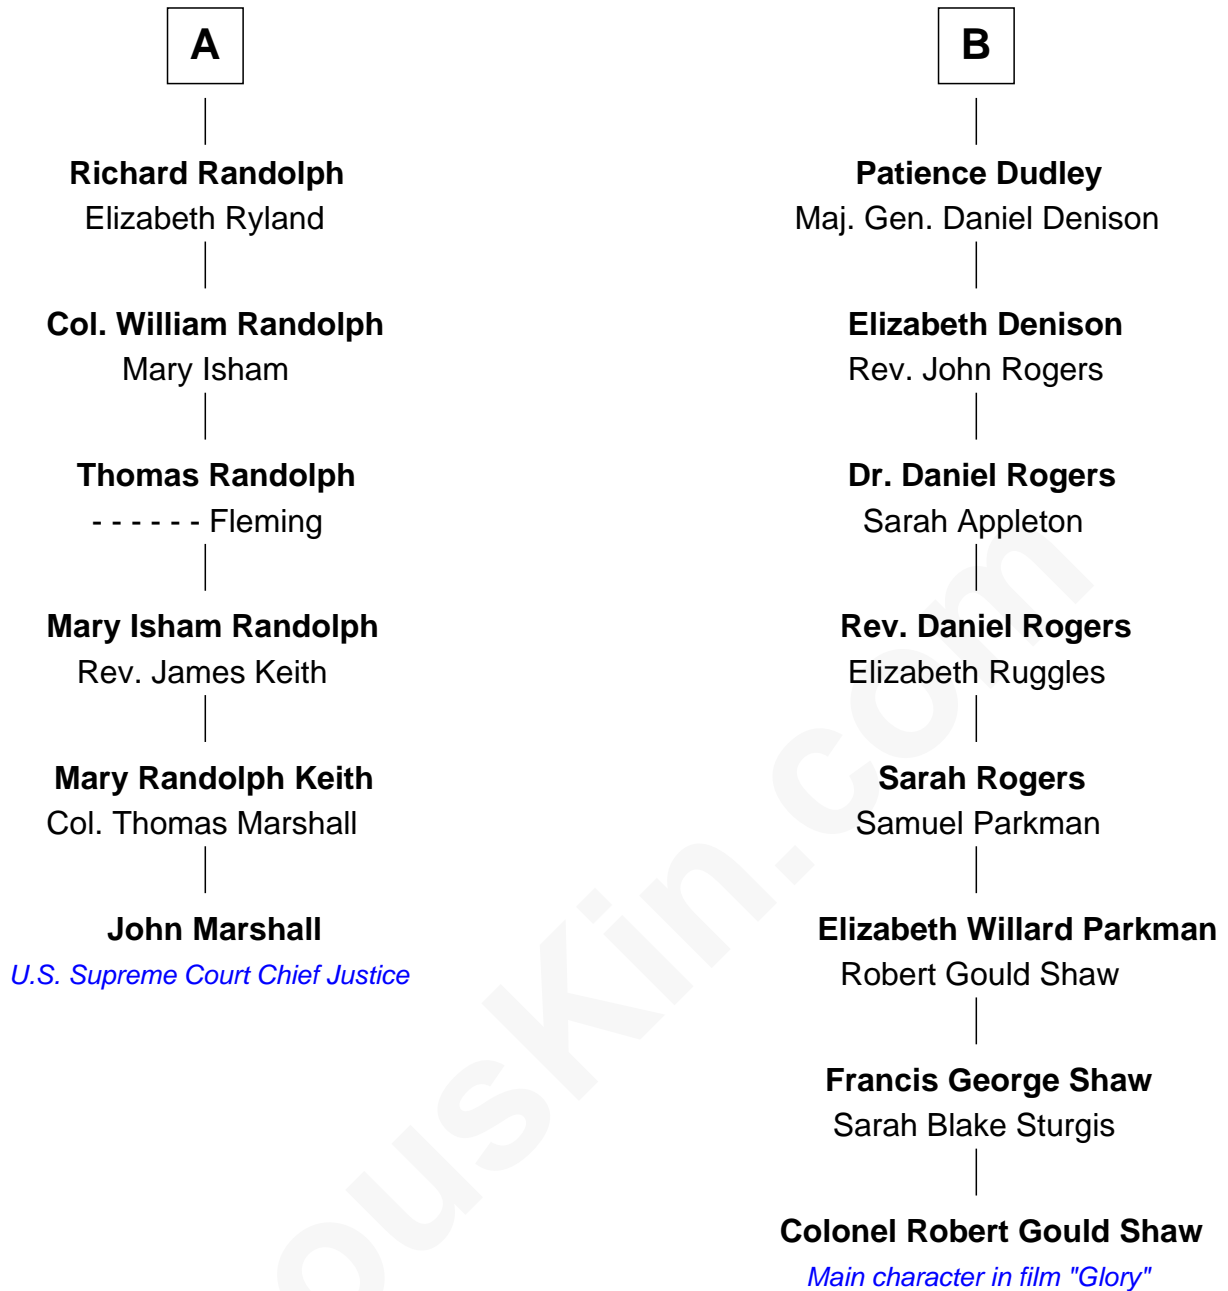 A
Richard Randolph
Elizabeth Ryland
Col. William Randolph
Mary Isham
Thomas Randolph
- - - - - - Fleming
Mary Isham Randolph
Rev. James Keith
Mary Randolph Keith
Col. Thomas Marshall
John Marshall
U.S. Supreme Court Chief Justice
B
Patience Dudley
Maj. Gen. Daniel Denison
Elizabeth Denison
Rev. John Rogers
Dr. Daniel Rogers
Sarah Appleton
Rev. Daniel Rogers
Elizabeth Ruggles
Sarah Rogers
Samuel Parkman
Elizabeth Willard Parkman
Robert Gould Shaw
Francis George Shaw
Sarah Blake Sturgis
Colonel Robert Gould Shaw
Main character in film "Glory"
ousKin.com